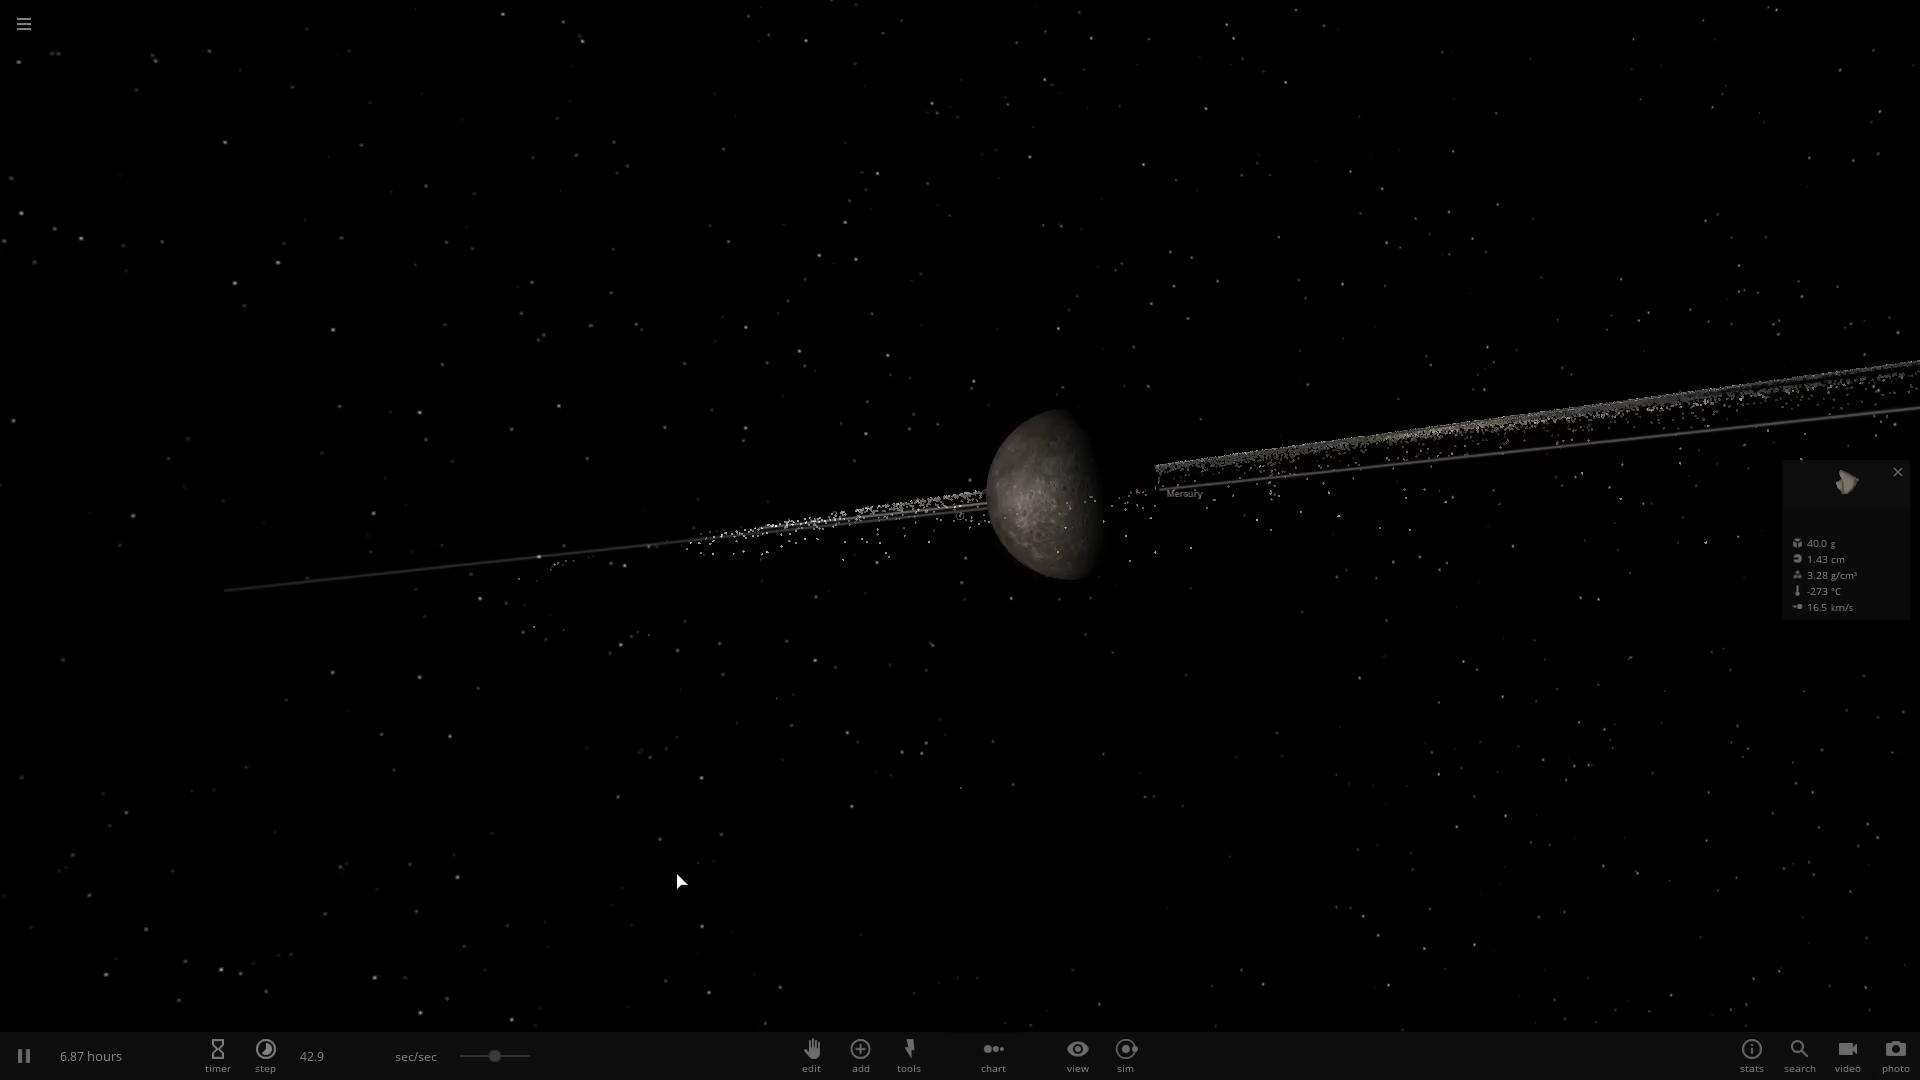 Mercury
40.0 g
1.43 cm
3.28 g/cm³
-273 °C
16.5 km/s
6.87 hours
timer
step
42.9
sec/sec
edit
add
tools
chart
view
sim
stats
search
video
photo